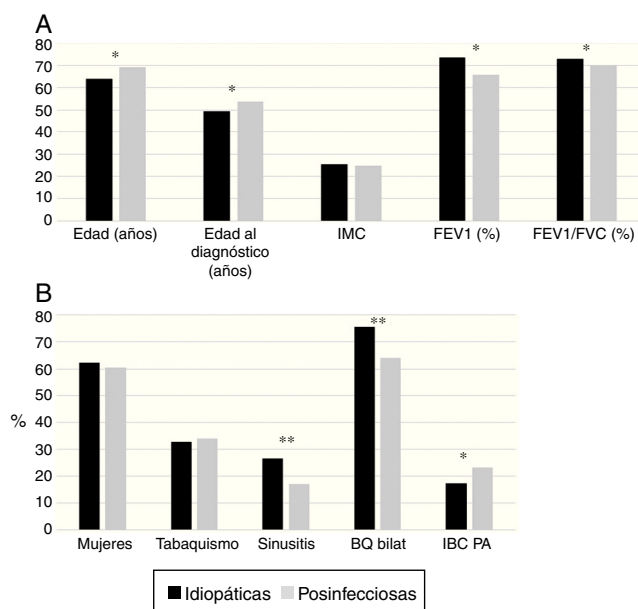 A
80
70
60
50
40
30
20
10
0
* * * *
Edad (años) Edad al diagnóstico (años) IMC FEV1 (%) FEV1/FVC (%)
B
80
70
60
50
40
30
20
10
0
%
** ** *
Mujeres Tabaquismo Sinusitis BQ bilat IBC PA
Idiopáticas Posinfecciosas